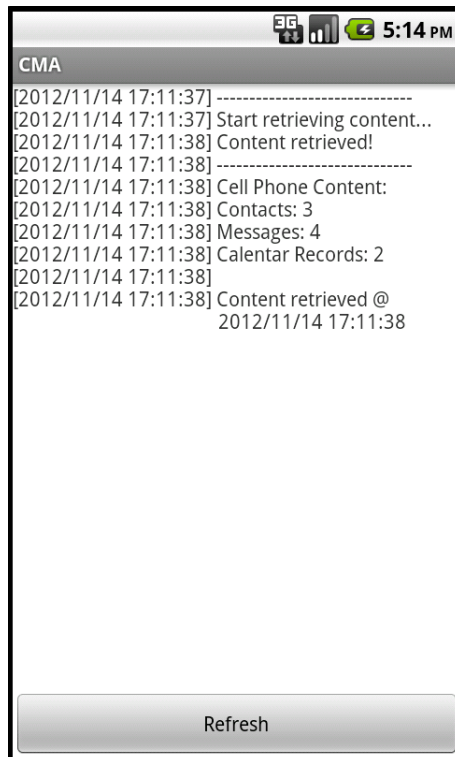 3G 5:14 PM
CMA
[2012/11/14 17:11:37] ------------------------------
[2012/11/14 17:11:37] Start retrieving content...
[2012/11/14 17:11:38] Content retrieved!
[2012/11/14 17:11:38] ------------------------------
[2012/11/14 17:11:38] Cell Phone Content:
[2012/11/14 17:11:38] Contacts: 3
[2012/11/14 17:11:38] Messages: 4
[2012/11/14 17:11:38] Calentar Records: 2
[2012/11/14 17:11:38]
[2012/11/14 17:11:38] Content retrieved @
2012/11/14 17:11:38
Refresh